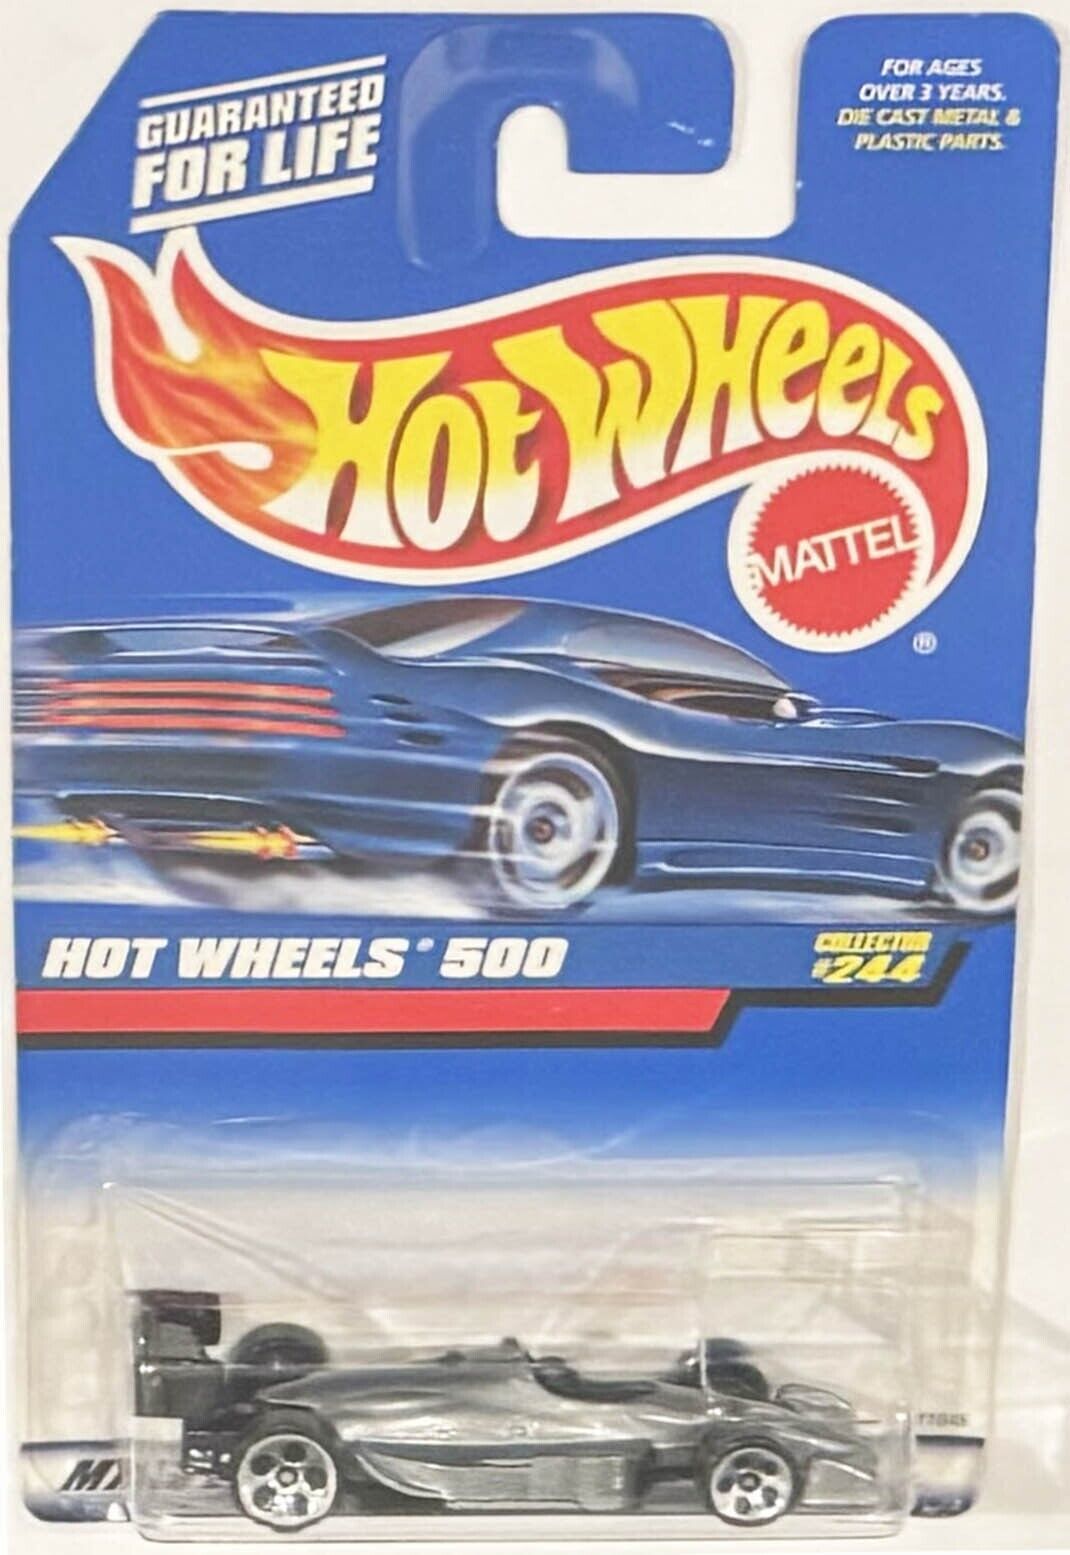 GUARANTEED
FOR LIFE
FOR AGES
OVER 3 YEARS.
DIE CAST METAL &
PLASTIC PARTS.
HOT WHEELS
MATTEL
®
HOT WHEELS® 500
COLLECTOR
#244